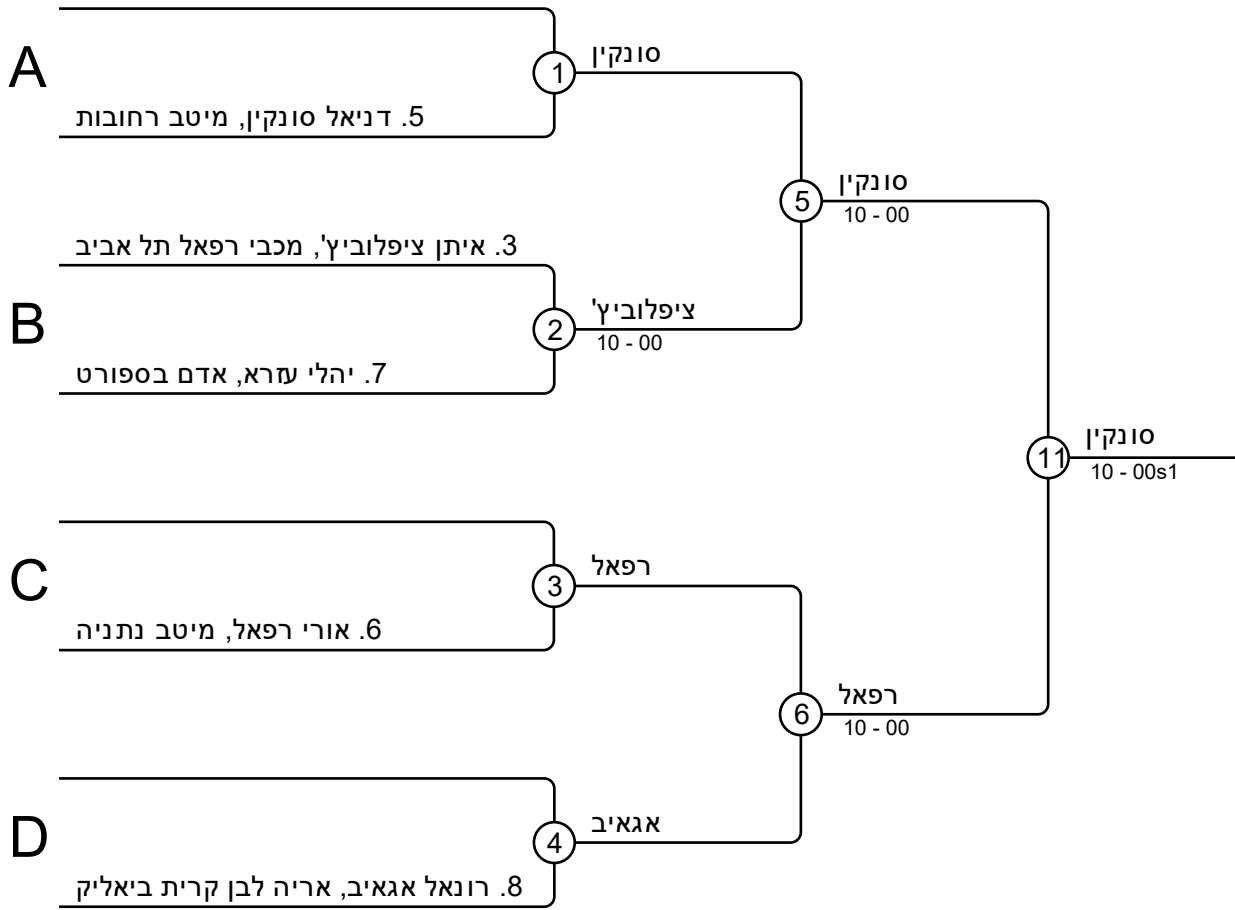 A
1
סונקין
5. דניאל סונקין, מיטב רחובות
5
סונקין
10 - 00
3. איתן ציפלוביץ', מכבי רפאל תל אביב
B
2
ציפלוביץ'
10 - 00
7. יהלי עזרא, אדם בספורט
11
סונקין
10 - 00s1
C
3
רפאל
6. אורי רפאל, מיטב נתניה
6
רפאל
10 - 00
D
4
אגאיב
8. רונאל אגאיב, אריה לבן קרית ביאליק